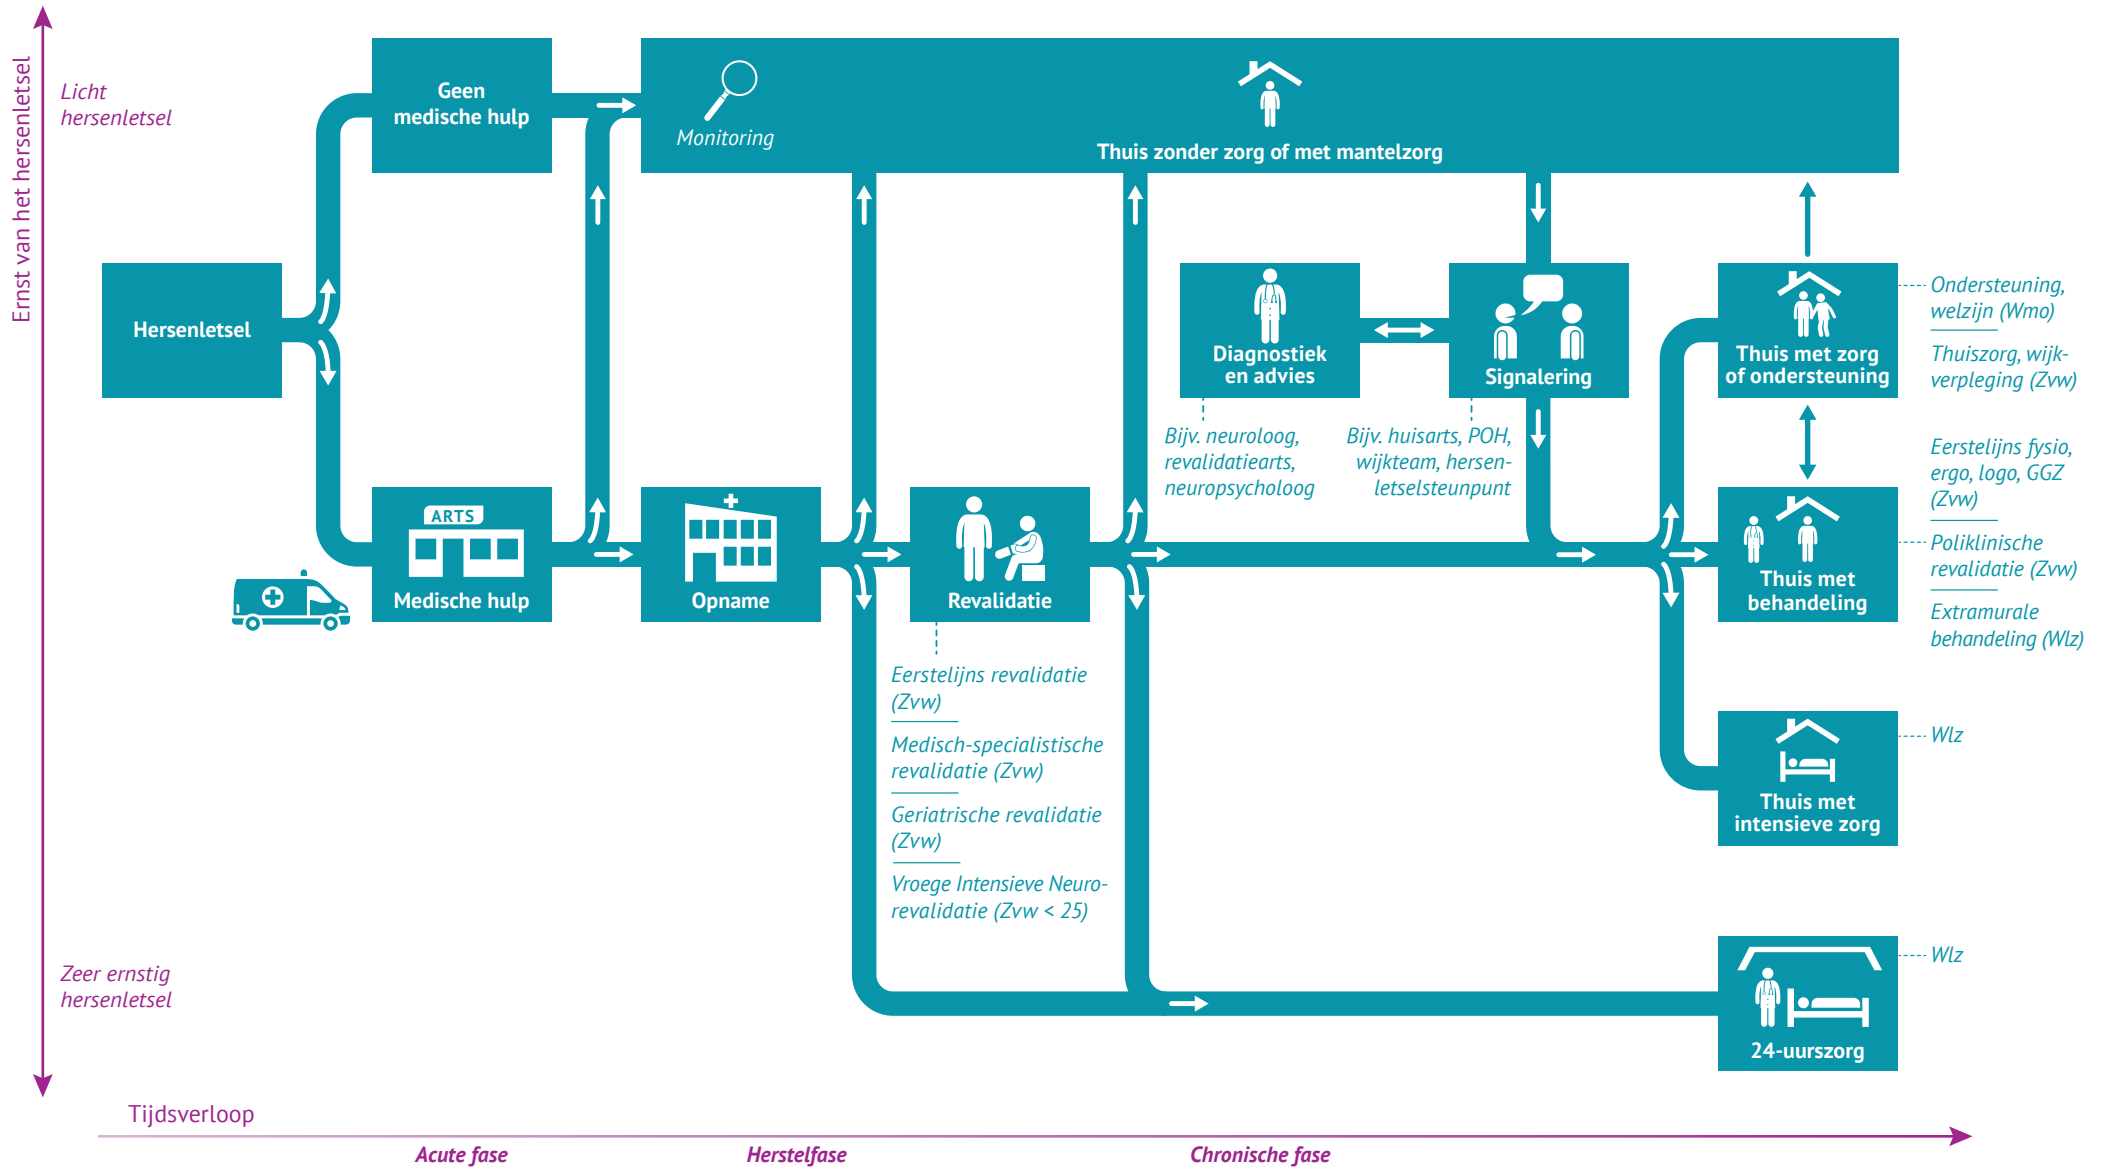 Ernst van het hersenletsel
Licht
hersenletsel
Geen
medische hulp
Monitoring
Thuis zonder zorg of met mantelzorg
Hersenletsel
Diagnostiek
en advies
Bijv. neuroloog,
revalidatiearts,
neuropsycholoog
Signalering
Bijv. huisarts, POH,
wijkteam, hersen-
letselsteunpunt
Thuis met zorg
of ondersteuning
Ondersteuning,
welzijn (Wmo)
Thuiszorg, wijk-
verpleging (Zvw)
ARTS
Medische hulp
Opname
Revalidatie
Eerstelijns revalidatie
(Zvw)
Medisch-specialistische
revalidatie (Zvw)
Geriatrische revalidatie
(Zvw)
Vroege Intensieve Neuro-
revalidatie (Zvw < 25)
Thuis met
behandeling
Eerstelijns fysio,
ergo, logo, GGZ
(Zvw)
Poliklinische
revalidatie (Zvw)
Extramurale
behandeling (Wlz)
Thuis met
intensieve zorg
Wlz
Zeer ernstig
hersenletsel
24-uurszorg
Wlz
Tijdsverloop
Acute fase
Herstelfase
Chronische fase